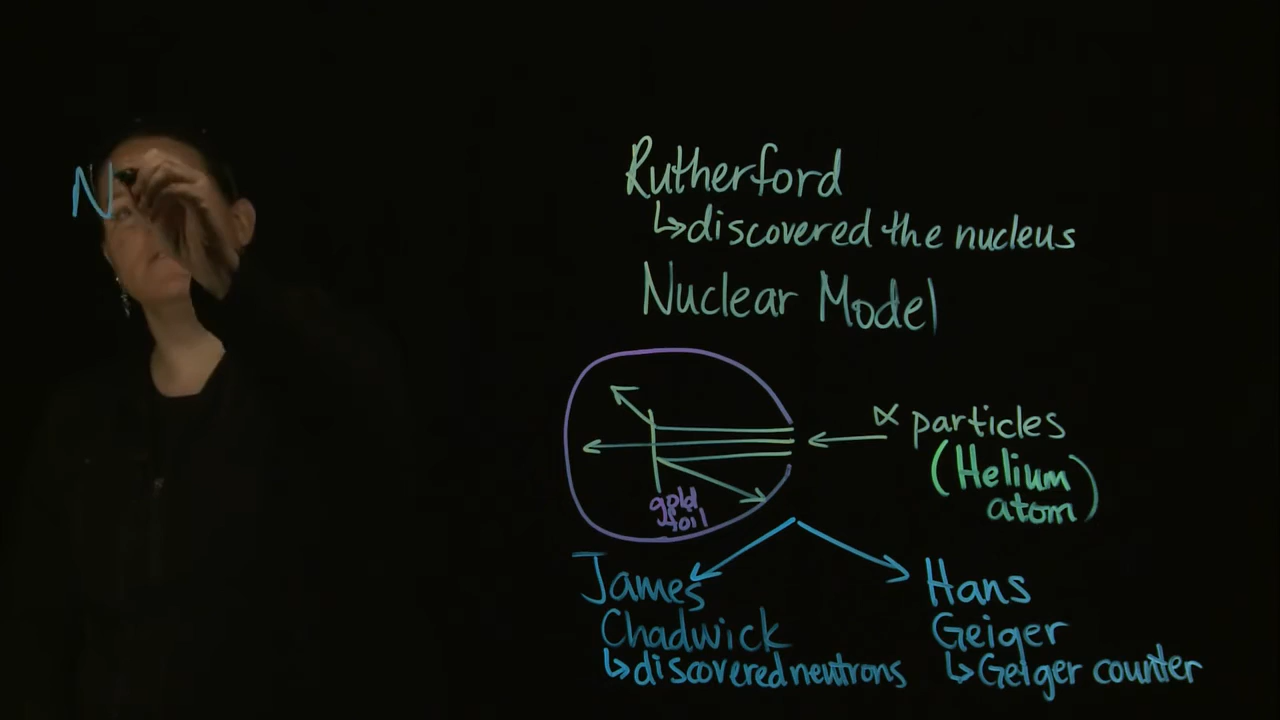 N
Rutherford
↳discovered the nucleus
Nuclear Model
∝ particles
(Helium
atom)
gold
foil
James
Chadwick
↳discovered neutrons
Hans
Geiger
↳Geiger counter